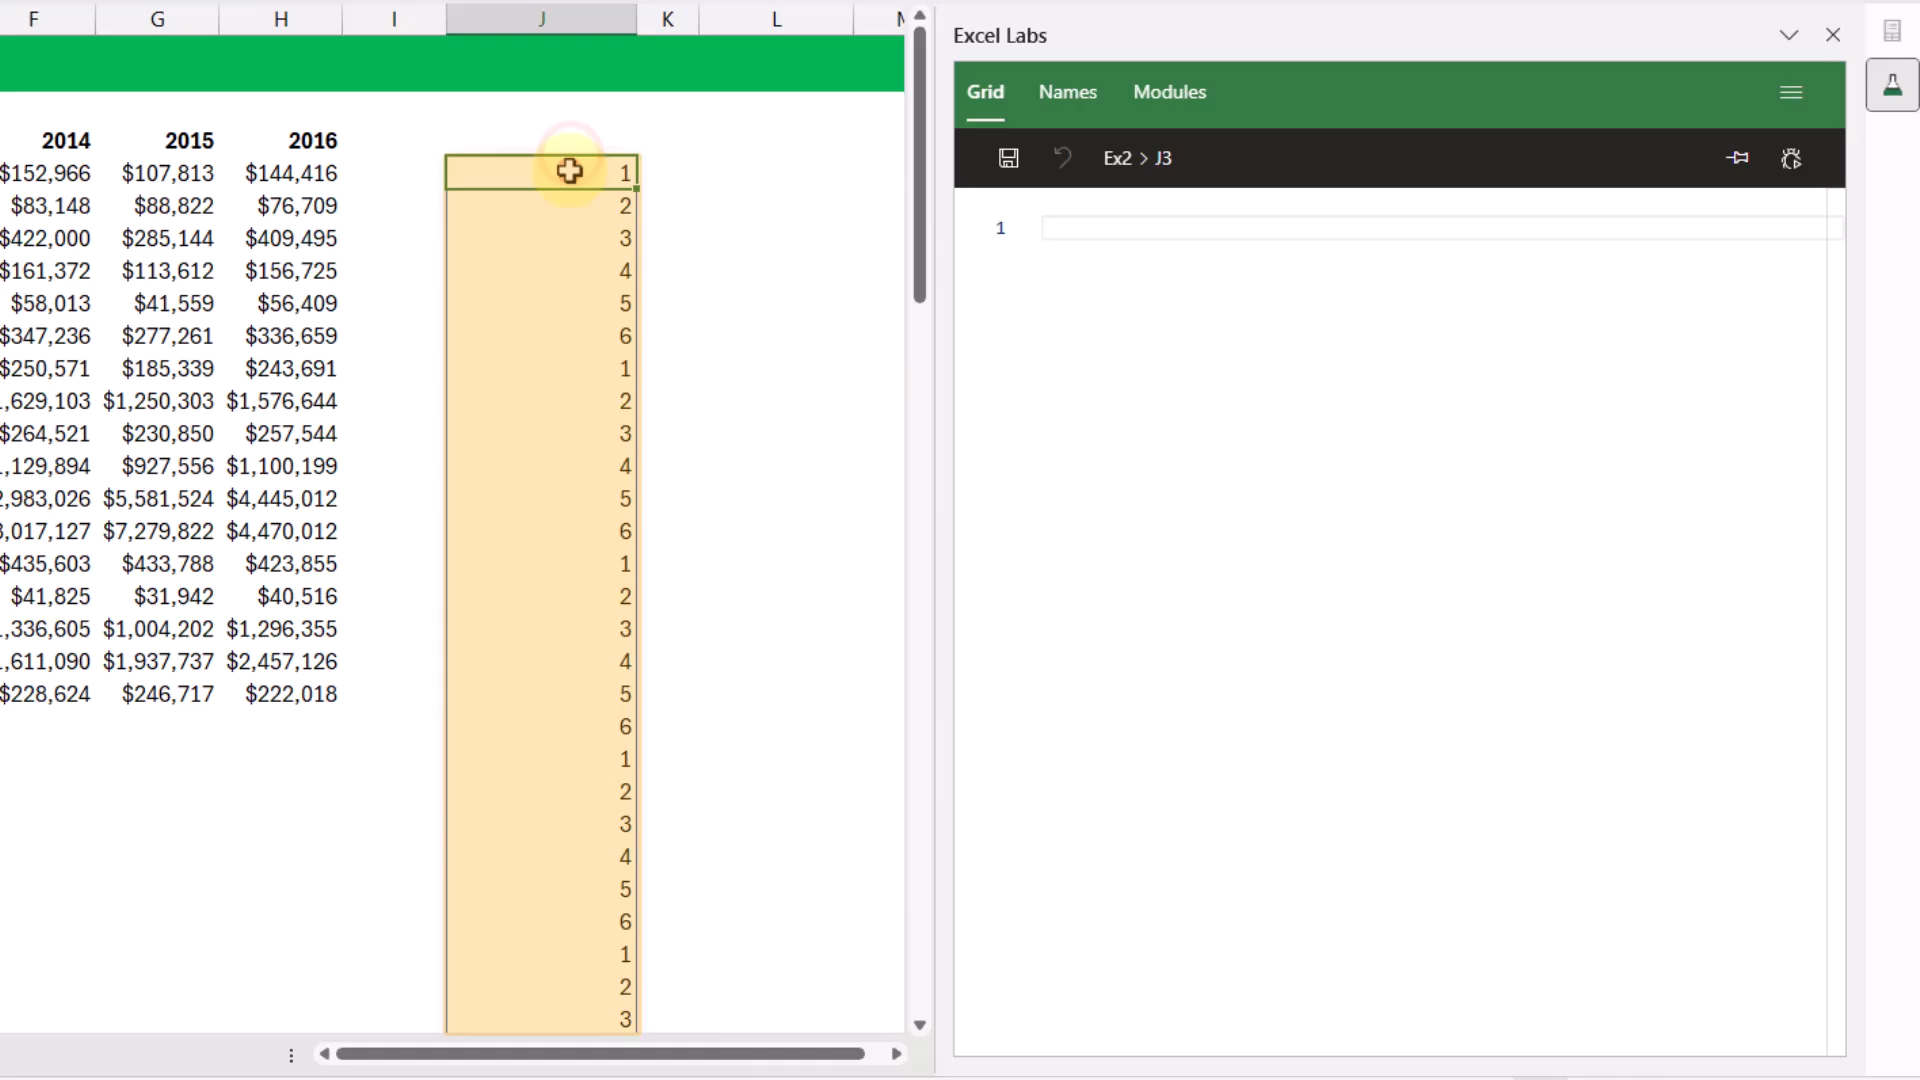 F G H I J K L
2014 2015 2016
$152,966 $107,813 $144,416 1
$83,148 $88,822 $76,709 2
$422,000 $285,144 $409,495 3
$161,372 $113,612 $156,725 4
$58,013 $41,559 $56,409 5
$347,236 $277,261 $336,659 6
$250,571 $185,339 $243,691 1
,629,103 $1,250,303 $1,576,644 2
$264,521 $230,850 $257,544 3
,129,894 $927,556 $1,100,199 4
,983,026 $5,581,524 $4,445,012 5
,017,127 $7,279,822 $4,470,012 6
$435,603 $433,788 $423,855 1
$41,825 $31,942 $40,516 2
,336,605 $1,004,202 $1,296,355 3
,611,090 $1,937,737 $2,457,126 4
$228,624 $246,717 $222,018 5
6
1
2
3
4
5
6
1
2
3
Excel Labs
Grid Names Modules
Ex2 > J3
1